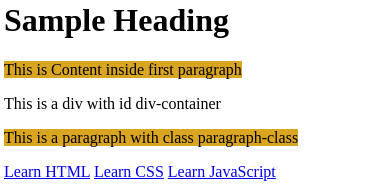 Sample Heading
This is Content inside first paragraph
This is a div with id div-container
This is a paragraph with class paragraph-class
Learn HTML Learn CSS Learn JavaScript